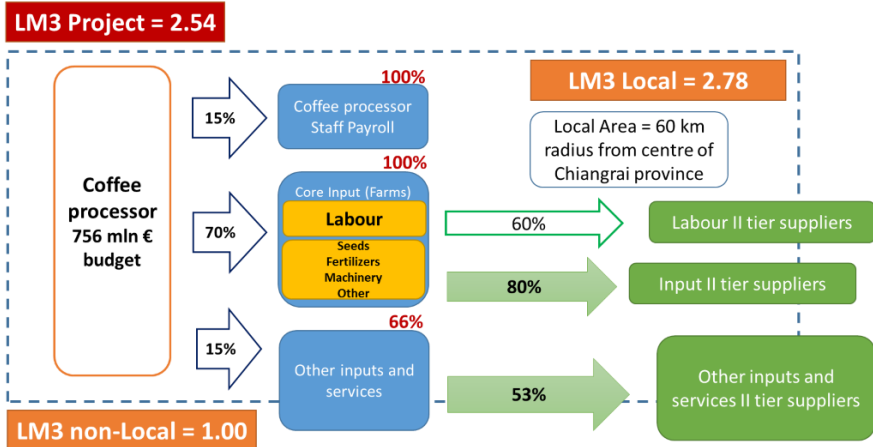 LM3 Project = 2.54
LM3 Local = 2.78
Local Area = 60 km
radius from centre of
Chiangrai province
Coffee
processor
756 mln €
budget
15%
100%
Coffee processor
Staff Payroll
70%
100%
Core Input (Farms)
Labour
Seeds
Fertilizers
Machinery
Other
60%
Labour II tier suppliers
80%
Input II tier suppliers
15%
66%
Other inputs and
services
53%
Other inputs and
services II tier suppliers
LM3 non-Local = 1.00